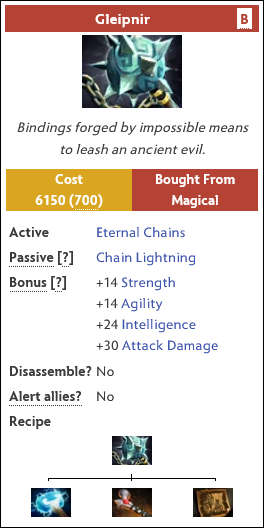 Gleipnir B
Bindings forged by impossible means
to leash an ancient evil.
Cost
6150 (700)
Bought From
Magical
Active Eternal Chains
Passive [?] Chain Lightning
Bonus [?] +14 Strength
+14 Agility
+24 Intelligence
+30 Attack Damage
Disassemble? No
Alert allies? No
Recipe